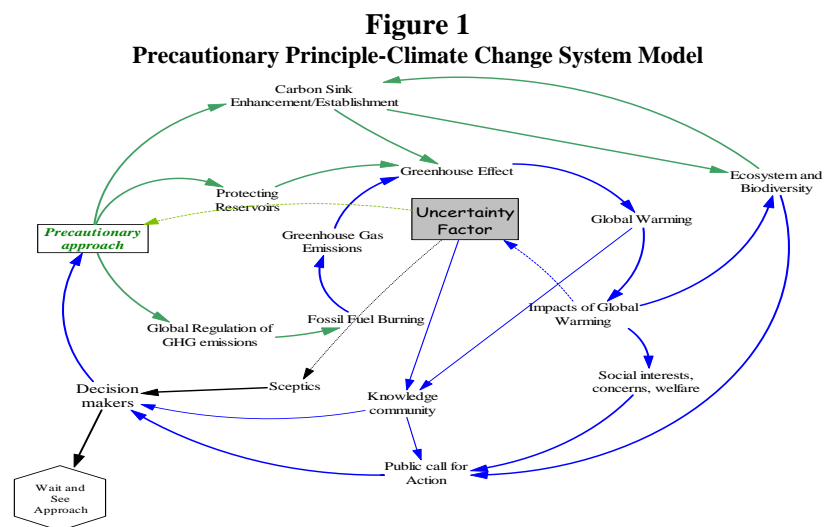 Figure 1
Precautionary Principle-Climate Change System Model
Carbon Sink
Enhancement/Establishment
Greenhouse Effect
Ecosystem and
Biodiversity
Protecting
Reservoirs
Uncertainty
Factor
Global Warming
Precautionary
approach
Greenhouse Gas
Emissions
Impacts of Global
Warming
Global Regulation of
GHG emissions
Fossil Fuel Burning
Social interests,
concerns, welfare
Sceptics
Decision
makers
Knowledge
community
Public call for
Action
Wait and
See
Approach